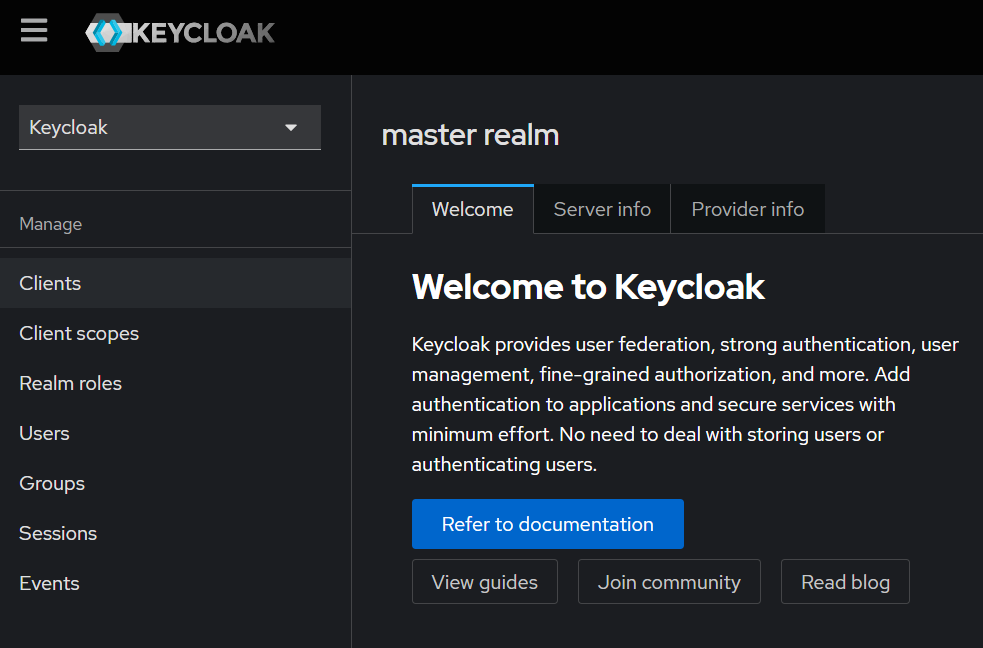 KEYCLOAK
Keycloak
Manage
Clients
Client scopes
Realm roles
Users
Groups
Sessions
Events
master realm
Welcome
Server info
Provider info
Welcome to Keycloak
Keycloak provides user federation, strong authentication, user
management, fine-grained authorization, and more. Add
authentication to applications and secure services with
minimum effort. No need to deal with storing users or
authenticating users.
Refer to documentation
View guides
Join community
Read blog